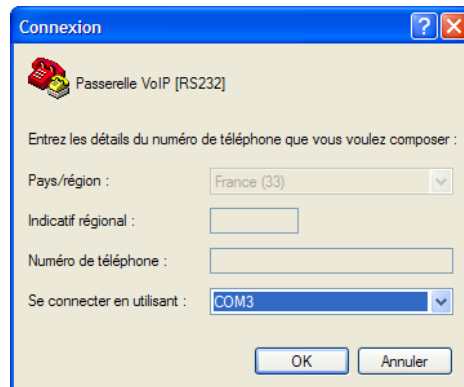 Connexion
Passerelle VoIP [RS232]
Entrez les détails du numéro de téléphone que vous voulez composer :
Pays/région : France (33)
Indicatif régional :
Numéro de téléphone :
Se connecter en utilisant : COM3
OK Annuler